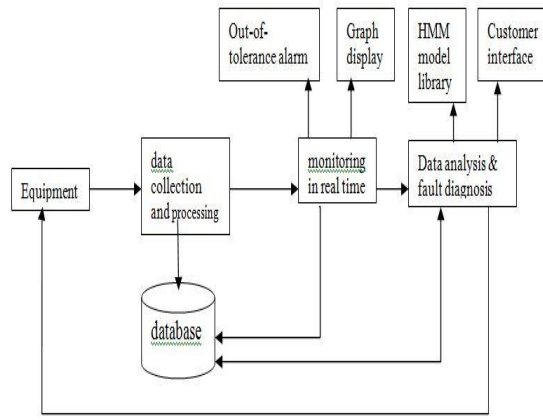 Out-of-
tolerance alarm
Graph
display
HMM
model
library
Customer
interface
Equipment
data
collection
and processing
monitoring
in real time
Data analysis &
fault diagnosis
database